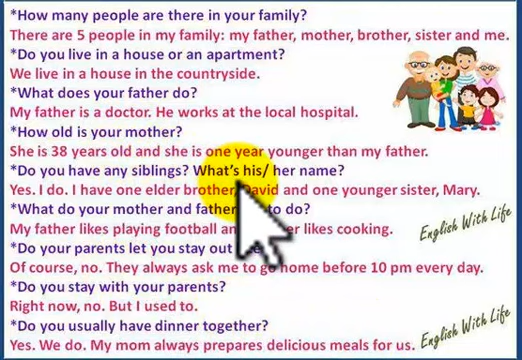 *How many people are there in your family?
There are 5 people in my family: my father, mother, brother, sister and me.
*Do you live in a house or an apartment?
We live in a house in the countryside.
*What does your father do?
My father is a doctor. He works at the local hospital.
*How old is your mother?
She is 38 years old and she is one year younger than my father.
*Do you have any siblings? What's his/ her name?
Yes. I do. I have one elder brother, David and one younger sister, Mary.
*What do your mother and father to do?
My father likes playing football an likes cooking.
English With Life
*Do your parents let you stay out
Of course, no. They always ask me to go home before 10 pm every day.
*Do you stay with your parents?
Right now, no. But I used to.
*Do you usually have dinner together?
Yes. We do. My mom always prepares delicious meals for us.
English With Life